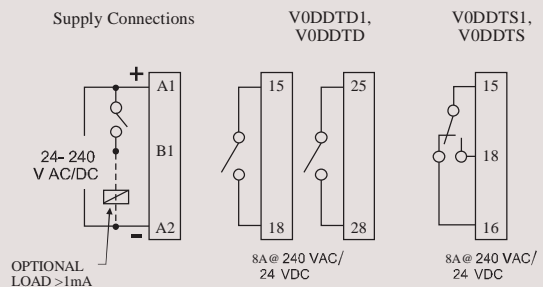 Supply Connections
V0DDTD1,
V0DDTD
V0DDTS1,
V0DDTS
+
A1
B1
A2
-
24-240
V AC/DC
OPTIONAL
LOAD >1mA
15
18
25
28
8A@ 240 VAC/
24 VDC
15
18
16
8A@ 240 VAC/
24 VDC